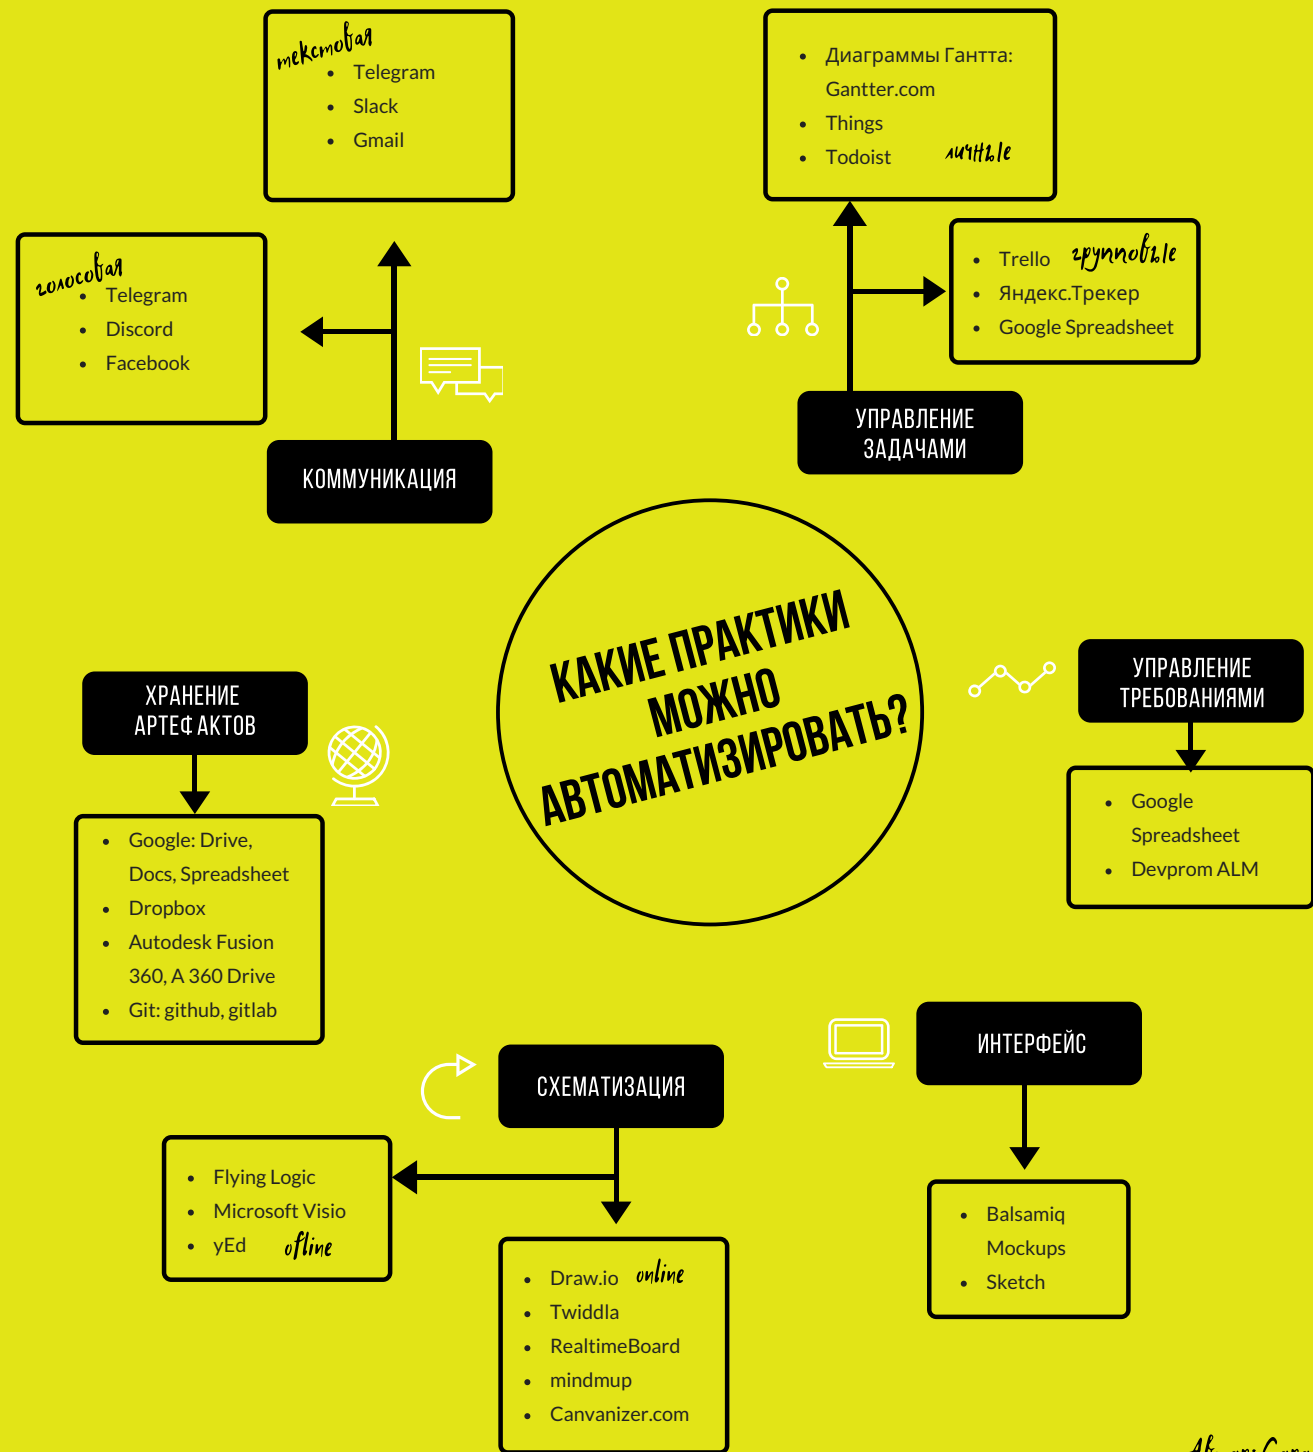 текстовая
Telegram
Slack
Gmail
голосовая
Telegram
Discord
Facebook
КОММУНИКАЦИЯ
Диаграммы Гантта:
Gantter.com
Things
Todoist личные
Trello групповые
Яндекс.Трекер
Google Spreadsheet
УПРАВЛЕНИЕ
ЗАДАЧАМИ
КАКИЕ ПРАКТИКИ
МОЖНО
АВТОМАТИЗИРОВАТЬ?
ХРАНЕНИЕ
АРТЕФАКТОВ
Google: Drive,
Docs, Spreadsheet
Dropbox
Autodesk Fusion
360, A 360 Drive
Git: github, gitlab
УПРАВЛЕНИЕ
ТРЕБОВАНИЯМИ
Google
Spreadsheet
Devprom ALM
СХЕМАТИЗАЦИЯ
Flying Logic
Microsoft Visio
yEd ofline
Draw.io online
Twiddla
RealtimeBoard
mindmup
Canvanizer.com
ИНТЕРФЕЙС
Balsamiq
Mockups
Sketch